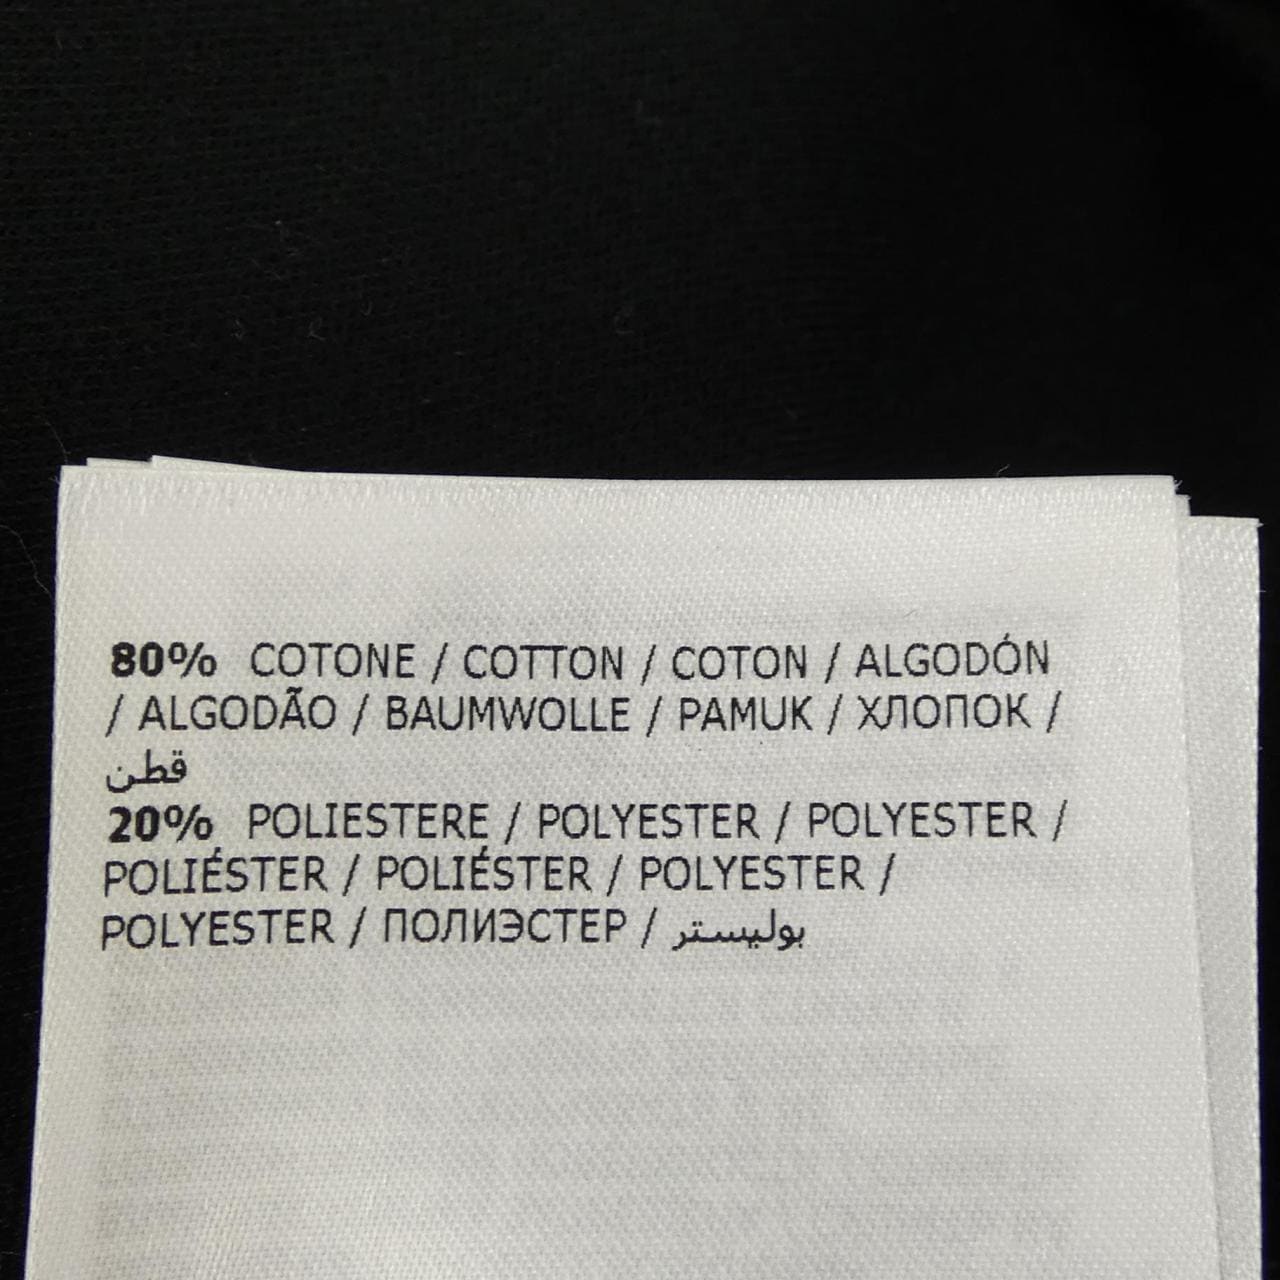 80% COTONE / COTTON / COTON / ALGODÓN
/ ALGODÃO / BAUMWOLLE / PAMUK / ХЛОПОК /
قطن
20% POLIESTERE / POLYESTER / POLYESTER /
POLIÉSTER / POLIÉSTER / POLYESTER /
POLYESTER / ПОЛИЭСТЕР / بوليستر